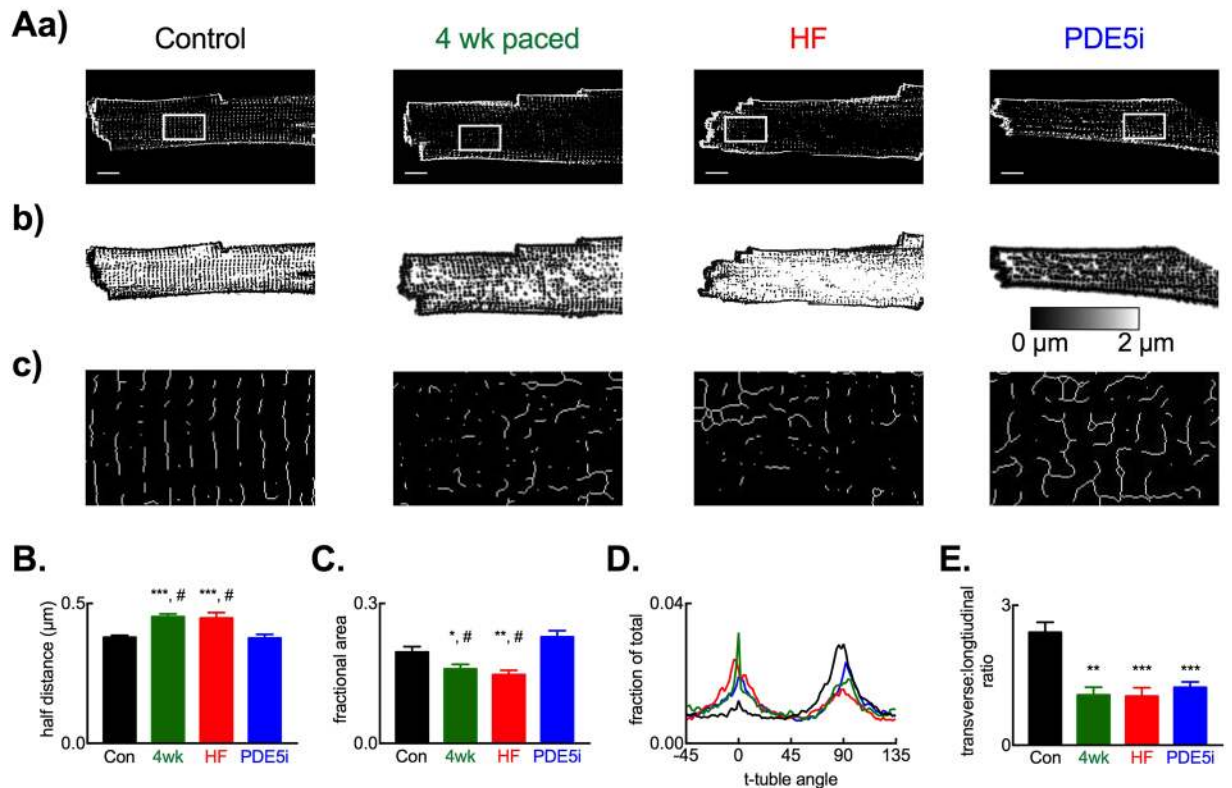 Aa)
Control
4 wk paced
HF
PDE5i
b)
0 µm
2 µm
c)
B.
half distance (µm)
0.5
0.0
***, #
***, #
Con
4wk
HF
PDE5i
C.
fractional area
0.3
0.0
*, #
**, #
Con
4wk
HF
PDE5i
D.
fraction of total
0.04
0.00
-45
0
45
90
135
t-tuble angle
E.
transverse:longtiudinal
ratio
3
0
**
***
***
Con
4wk
HF
PDE5i